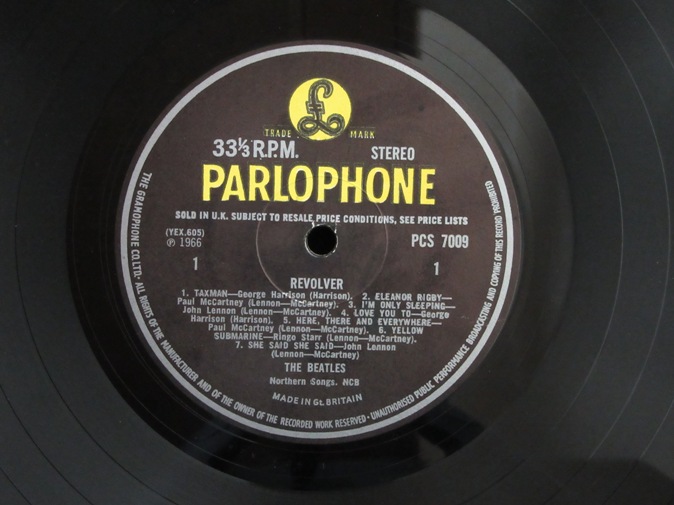 £
TRADE MARK
33⅓ R.P.M. STEREO
PARLOPHONE
SOLD IN U.K. SUBJECT TO RESALE PRICE CONDITIONS, SEE PRICE LISTS
(YEX.605) PCS 7009
℗ 1966
1 1
REVOLVER
1. TAXMAN—George Harrison (Harrison). 2. ELEANOR RIGBY—
Paul McCartney (Lennon—McCartney). 3. I'M ONLY SLEEPING—
John Lennon (Lennon—McCartney). 4. LOVE YOU TO—George
Harrison (Harrison). 5. HERE, THERE AND EVERYWHERE—
Paul McCartney (Lennon—McCartney). 6. YELLOW
SUBMARINE—Ringo Starr (Lennon—McCartney).
7. SHE SAID SHE SAID—John Lennon
(Lennon—McCartney)
THE BEATLES
Northern Songs. NCB
MADE IN Gt. BRITAIN
THE GRAMOPHONE CO. LTD. · ALL RIGHTS OF THE MANUFACTURER AND OF THE OWNER OF THE RECORDED WORK RESERVED · UNAUTHORISED PUBLIC PERFORMANCE BROADCASTING AND COPYING OF THIS RECORD PROHIBITED